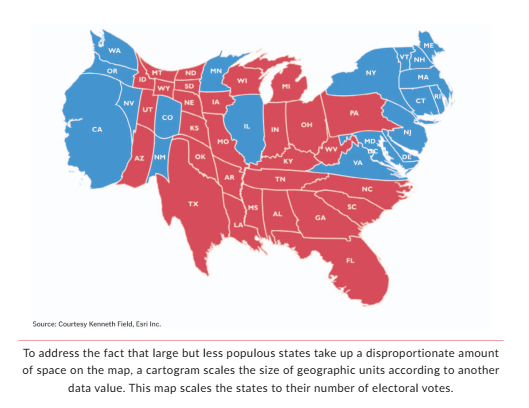 WA
ME
OR
MT
ND
MN
VT
NH
ID
NY
MA
WY
SD
WI
MI
CT
RI
NV
UT
NE
IA
PA
CA
CO
IL
IN
OH
NJ
KS
MO
MD
DC
DE
WV
VA
AZ
NM
OK
KY
TN
NC
AR
TX
MS
AL
GA
SC
LA
FL
Source: Courtesy Kenneth Field, Esri Inc.
To address the fact that large but less populous states take up a disproportionate amount
of space on the map, a cartogram scales the size of geographic units according to another
data value. This map scales the states to their number of electoral votes.